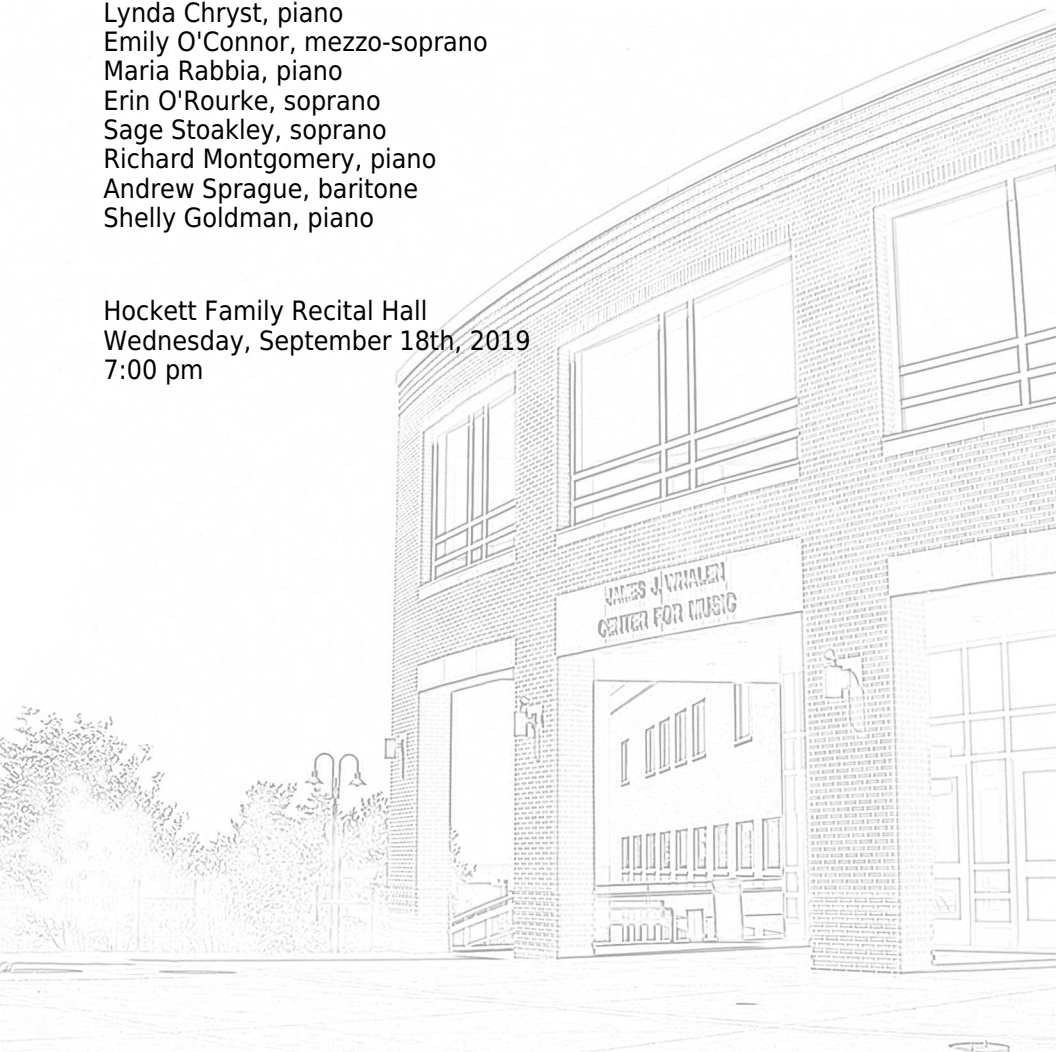 Lynda Chryst, piano
Emily O'Connor, mezzo-soprano
Maria Rabbia, piano
Erin O'Rourke, soprano
Sage Stoakley, soprano
Richard Montgomery, piano
Andrew Sprague, baritone
Shelly Goldman, piano
Hockett Family Recital Hall
Wednesday, September 18th, 2019
7:00 pm
JAMES J. WHALEN
CENTER FOR MUSIC